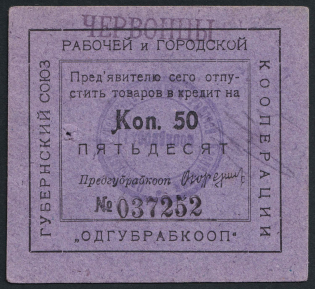 ЧЕРВОНЦЫ
РАБОЧЕЙ и ГОРОДСКОЙ
ГУБЕРНСКИЙ СОЮЗ
КООПЕРАЦИИ
Пред'явителю сего отпу-
стить товаров в кредит на
Коп. 50
ПЯТЬДЕСЯТ
Предгубрабкооп
№ 037252
„ОДГУБРАБКООП"